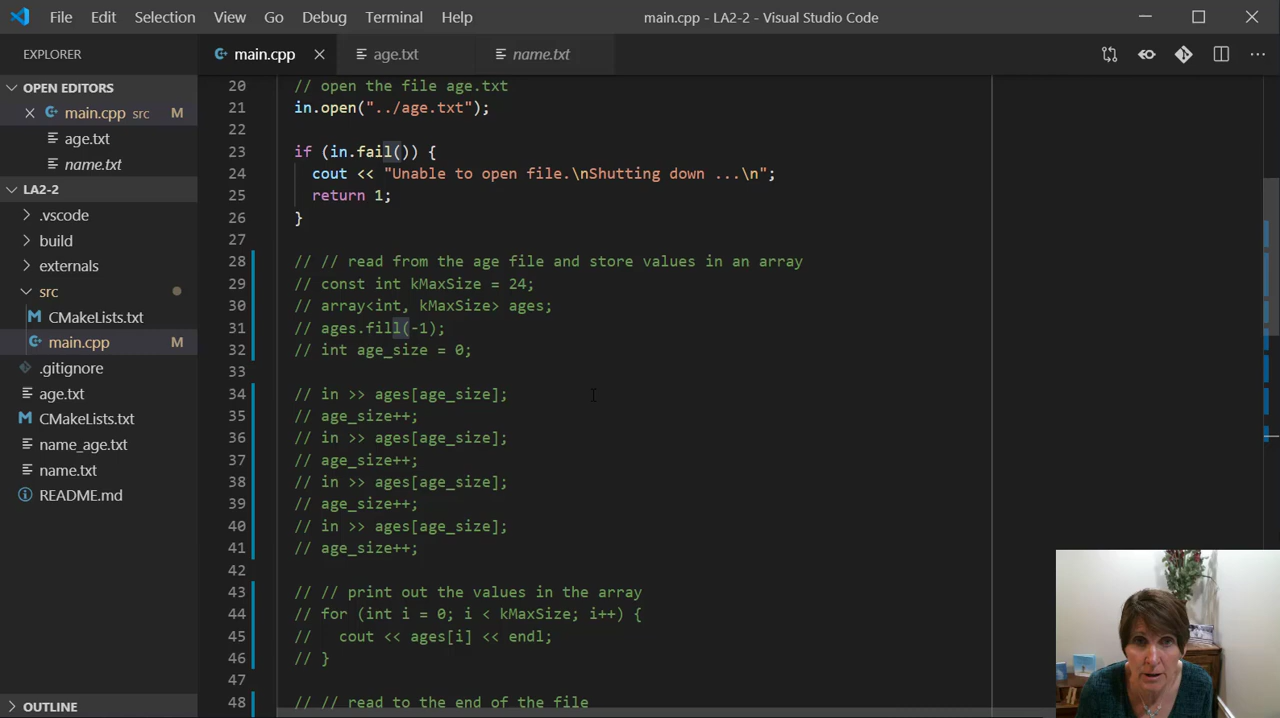 File Edit Selection View Go Debug Terminal Help main.cpp - LA2-2 - Visual Studio Code
EXPLORER
main.cpp age.txt name.txt
OPEN EDITORS
main.cpp src M
age.txt
name.txt
LA2-2
.vscode
build
externals
src
CMakeLists.txt
main.cpp M
.gitignore
age.txt
CMakeLists.txt
name_age.txt
name.txt
README.md
OUTLINE
20 // open the file age.txt
21 in.open("../age.txt");
22
23 if (in.fail()) {
24 cout << "Unable to open file.\nShutting down ...\n";
25 return 1;
26 }
27
28 // // read from the age file and store values in an array
29 // const int kMaxSize = 24;
30 // array<int, kMaxSize> ages;
31 // ages.fill(-1);
32 // int age_size = 0;
33
34 // in >> ages[age_size];
35 // age_size++;
36 // in >> ages[age_size];
37 // age_size++;
38 // in >> ages[age_size];
39 // age_size++;
40 // in >> ages[age_size];
41 // age_size++;
42
43 // // print out the values in the array
44 // for (int i = 0; i < kMaxSize; i++) {
45 // cout << ages[i] << endl;
46 // }
47
48 // // read to the end of the file